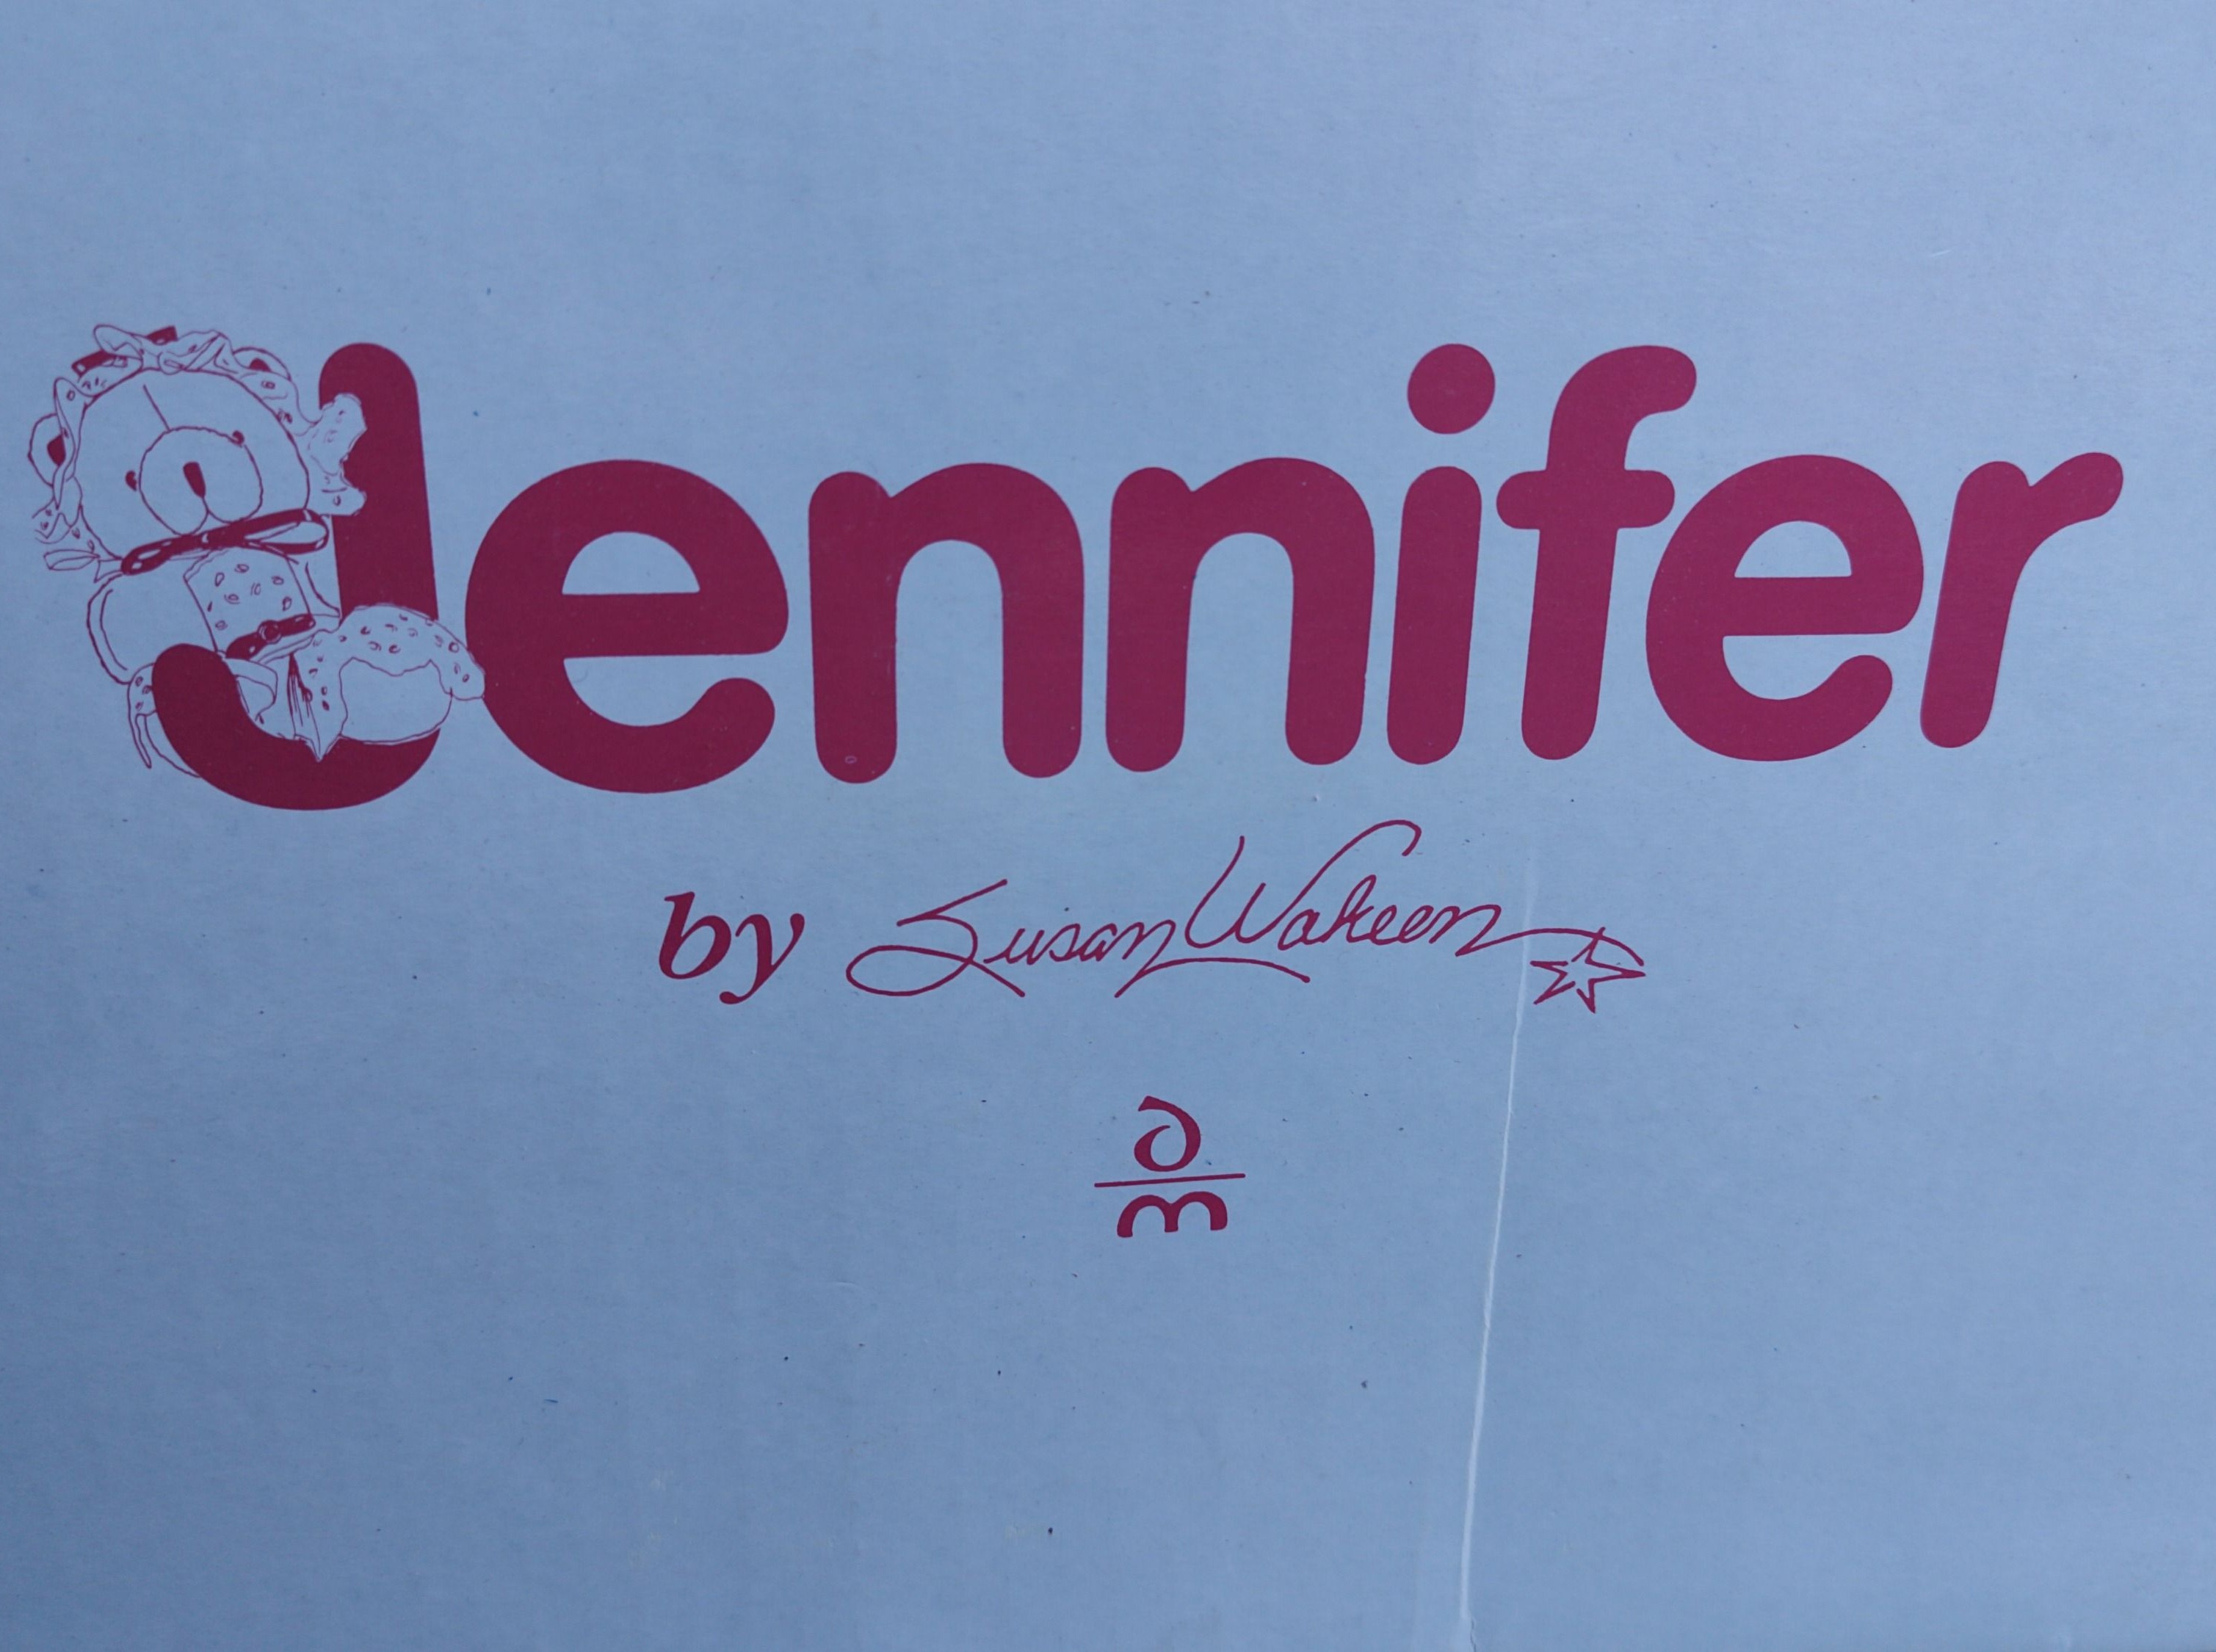 Jennifer
by Susan Wakeen